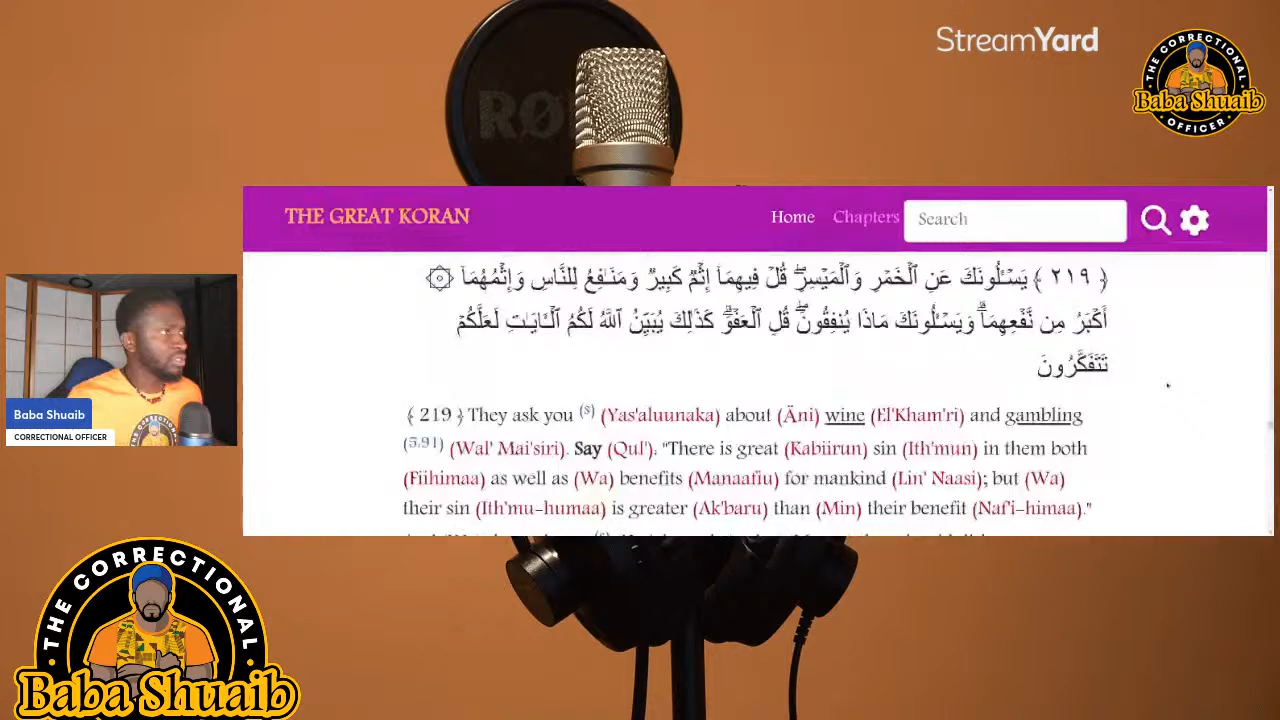 StreamYard
THE CORRECTIONAL
Baba Shuaib
OFFICER
RØ
THE GREAT KORAN
Home
Chapters
Search
﴿ ٢١٩ ﴾ يَسْـَٔلُونَكَ عَنِ ٱلْخَمْرِ وَٱلْمَيْسِرِ ۖ قُلْ فِيهِمَآ إِثْمٌ كَبِيرٌ وَمَنَـٰفِعُ لِلنَّاسِ وَإِثْمُهُمَآ ۞
أَكْبَرُ مِن نَّفْعِهِمَا ۗ وَيَسْـَٔلُونَكَ مَاذَا يُنفِقُونَ ۖ قُلِ ٱلْعَفْوَ ۗ كَذَٰلِكَ يُبَيِّنُ ٱللَّهُ لَكُمُ ٱلْـَٔايَـٰتِ لَعَلَّكُمْ
تَتَفَكَّرُونَ
﴾ 219 ﴿ They ask you (s) (Yas'aluunaka) about (Äni) wine (El'Kham'ri) and gambling
(5.91) (Wal' Mai'siri). Say (Qul'), "There is great (Kabiirun) sin (Ith'mun) in them both
(Fiihimaa) as well as (Wa) benefits (Manaafiu) for mankind (Lin' Naasi); but (Wa)
their sin (Ith'mu-humaa) is greater (Ak'baru) than (Min) their benefit (Naf'i-himaa)."
Baba Shuaib
CORRECTIONAL OFFICER
THE CORRECTIONAL
Baba Shuaib